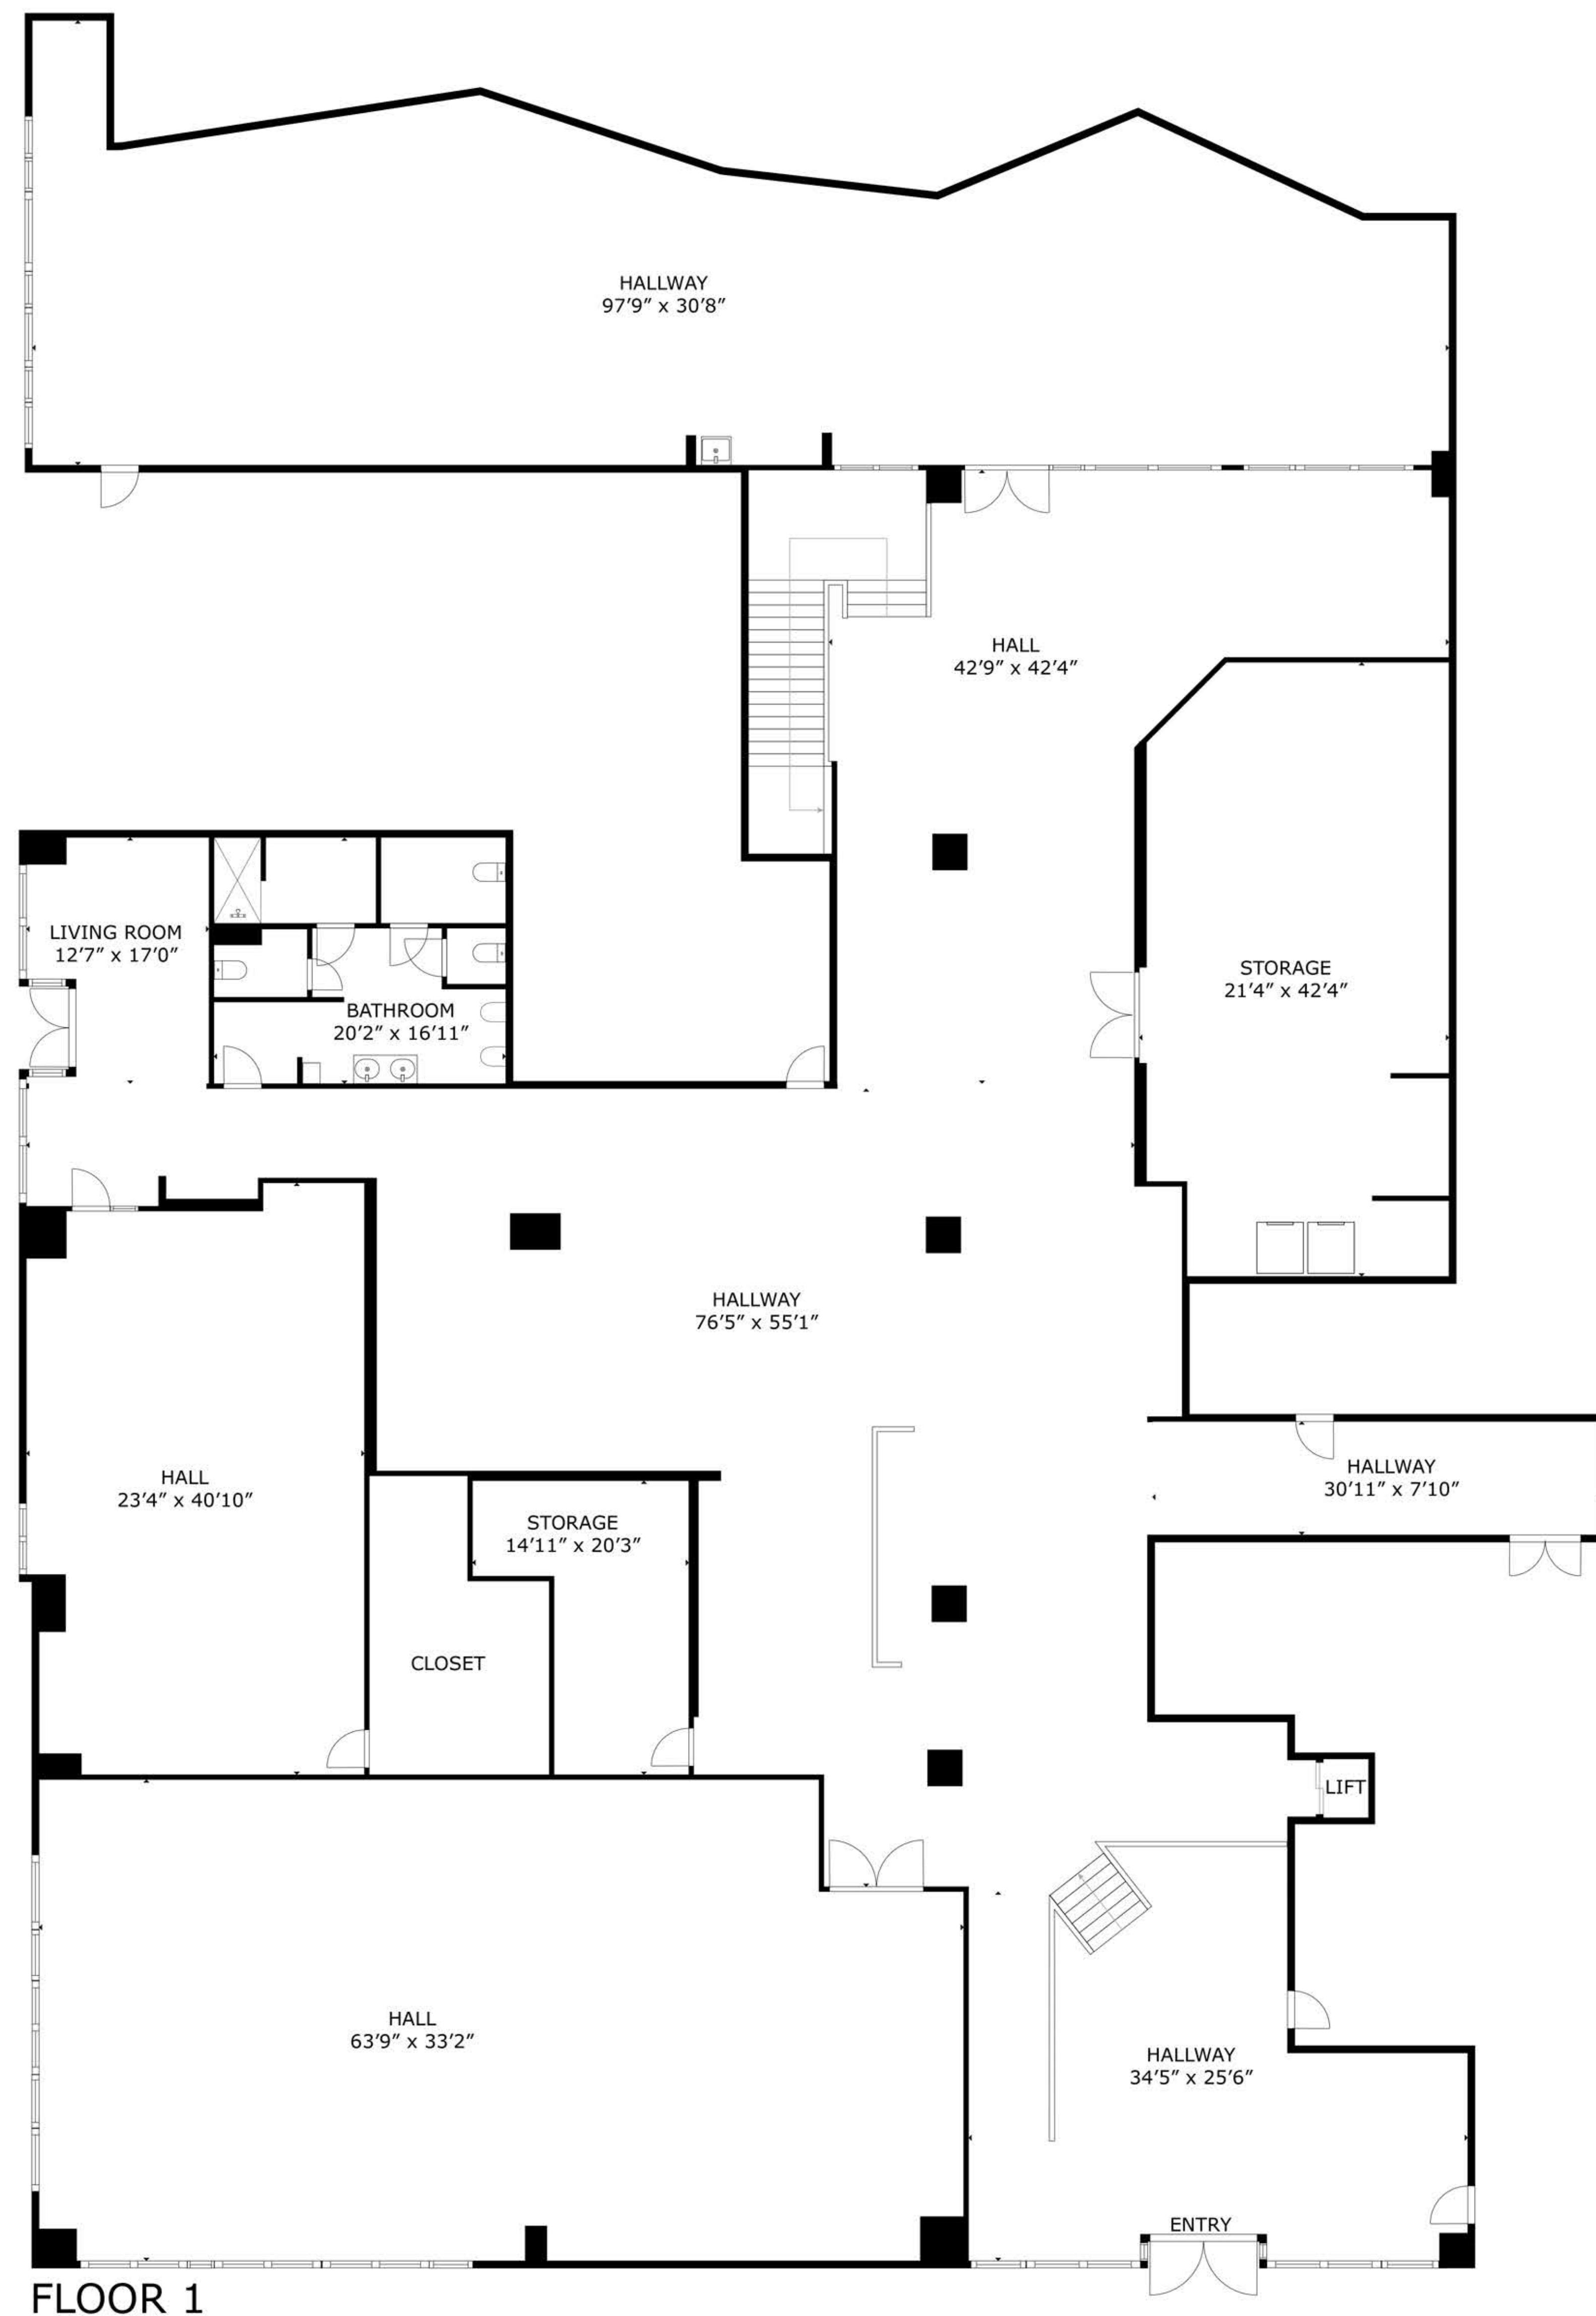 HALLWAY
97'9" x 30'8"
HALL
42'9" x 42'4"
LIVING ROOM
12'7" x 17'0"
STORAGE
21'4" x 42'4"
BATHROOM
20'2" x 16'11"
HALLWAY
76'5" x 55'1"
HALLWAY
30'11" x 7'10"
HALL
23'4" x 40'10"
STORAGE
14'11" x 20'3"
CLOSET
LIFT
HALL
63'9" x 33'2"
HALLWAY
34'5" x 25'6"
ENTRY
FLOOR 1